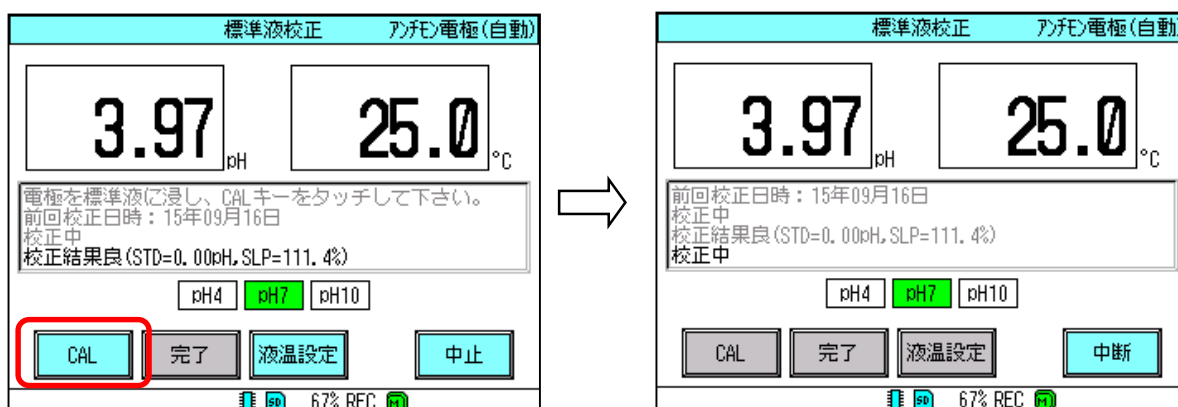 標準液校正 ｱﾝﾁﾓﾝ電極(自動)
3.97 pH 25.0 °C
電極を標準液に浸し、CALキーをタッチして下さい。
前回校正日時：15年09月16日
校正中
校正結果良(STD=0.00pH,SLP=111.4%)
pH4 pH7 pH10
CAL 完了 液温設定 中止
SD 67% REC M
標準液校正 ｱﾝﾁﾓﾝ電極(自動)
3.97 pH 25.0 °C
前回校正日時：15年09月16日
校正中
校正結果良(STD=0.00pH,SLP=111.4%)
校正中
pH4 pH7 pH10
CAL 完了 液温設定 中断
SD 67% REC M